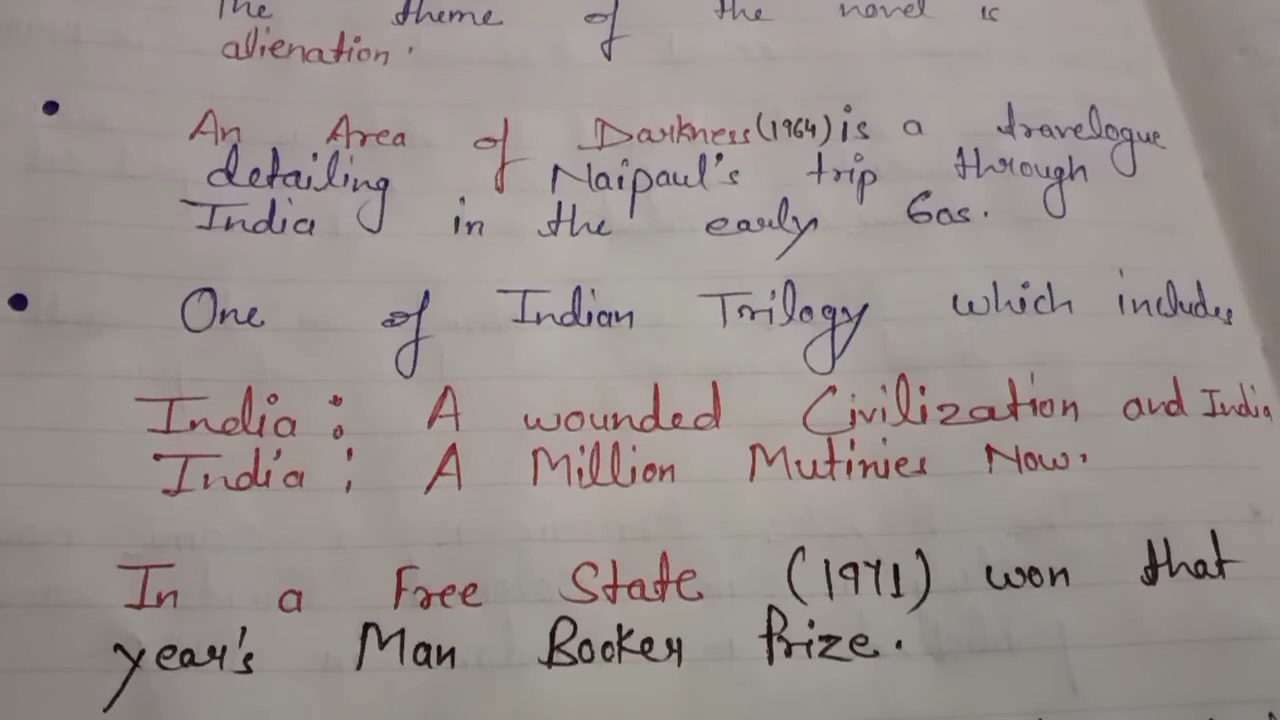 The theme of the novel is
alienation.
An Area of Darkness (1964) is a travelogue
detailing Naipaul's trip through
India in the early 60s.
One of Indian Trilogy which includes
India: A wounded Civilization and India
India: A Million Mutinies Now.
In a Free State (1971) won that
year's Man Booker Prize.